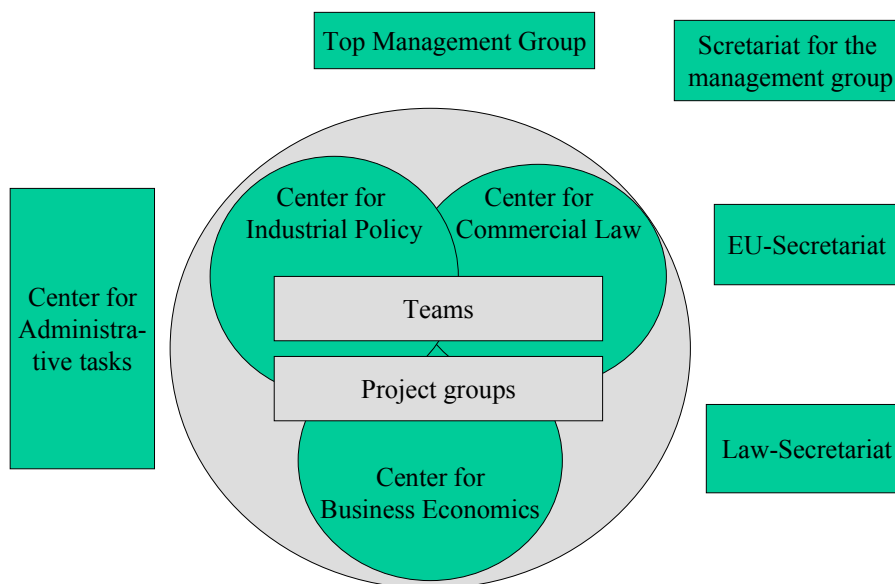 Top Management Group
Scretariat for the
management group
Center for
Industrial Policy
Center for
Commercial Law
EU-Secretariat
Center for
Administra-
tive tasks
Teams
Project groups
Law-Secretariat
Center for
Business Economics